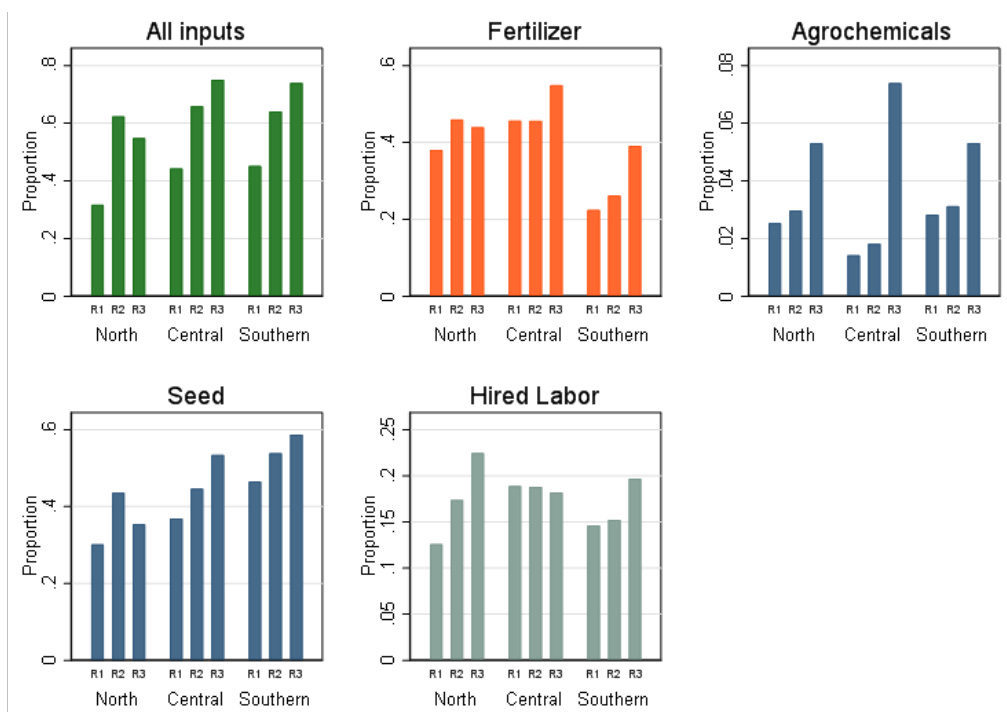 All inputs
Proportion
0 .2 .4 .6 .8
R1 R2 R3 R1 R2 R3 R1 R2 R3
North Central Southern
Fertilizer
Proportion
0 .2 .4 .6
R1 R2 R3 R1 R2 R3 R1 R2 R3
North Central Southern
Agrochemicals
Proportion
0 .02 .04 .06 .08
R1 R2 R3 R1 R2 R3 R1 R2 R3
North Central Southern
Seed
Proportion
0 .2 .4 .6
R1 R2 R3 R1 R2 R3 R1 R2 R3
North Central Southern
Hired Labor
Proportion
0 .05 .1 .15 .2 .25
R1 R2 R3 R1 R2 R3 R1 R2 R3
North Central Southern